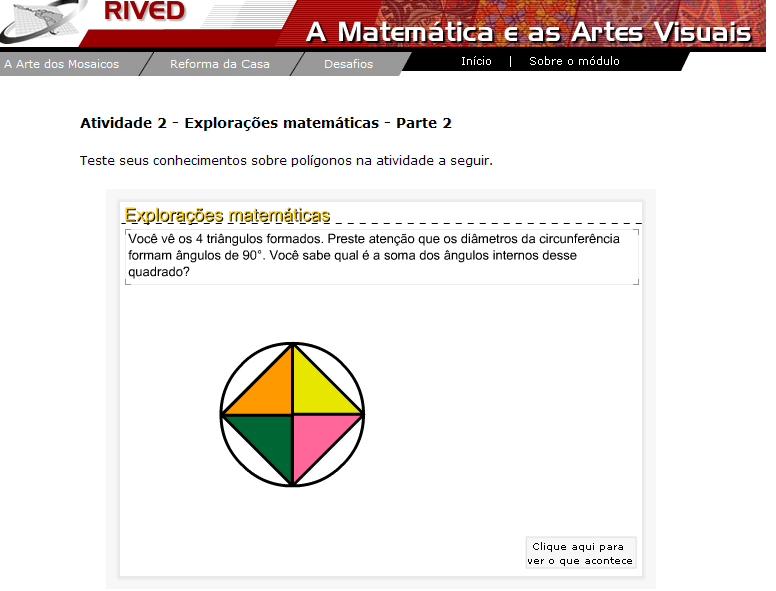 RIVED
A Matemática e as Artes Visuais
A Arte dos Mosaicos
Reforma da Casa
Desafios
Início | Sobre o módulo
Atividade 2 - Explorações matemáticas - Parte 2
Teste seus conhecimentos sobre polígonos na atividade a seguir.
Explorações matemáticas
Você vê os 4 triângulos formados. Preste atenção que os diâmetros da circunferência
formam ângulos de 90°. Você sabe qual é a soma dos ângulos internos desse
quadrado?
Clique aqui para
ver o que acontece